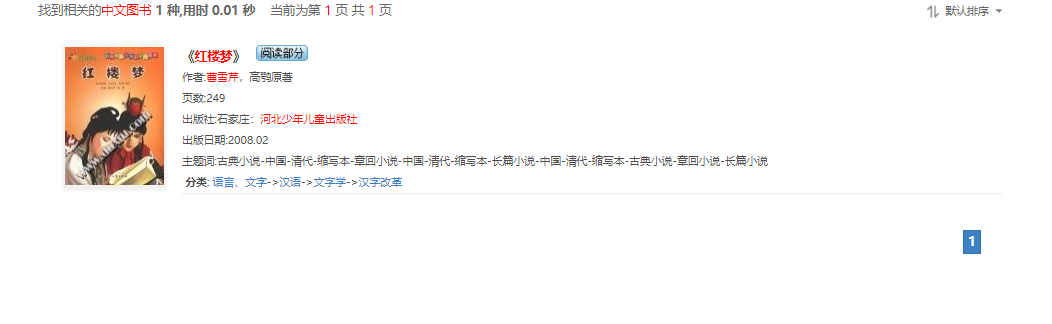 找到相关的中文图书 1 种,用时 0.01 秒 当前为第 1 页 共 1 页
默认排序
红楼梦
《红楼梦》 阅读部分
作者:曹雪芹，高鹗原著
页数:249
出版社:石家庄：河北少年儿童出版社
出版日期:2008.02
主题词:古典小说-中国-清代-缩写本-章回小说-中国-清代-缩写本-长篇小说-中国-清代-缩写本-古典小说-章回小说-长篇小说
分类: 语言、文字->汉语->文字学->汉字改革
1